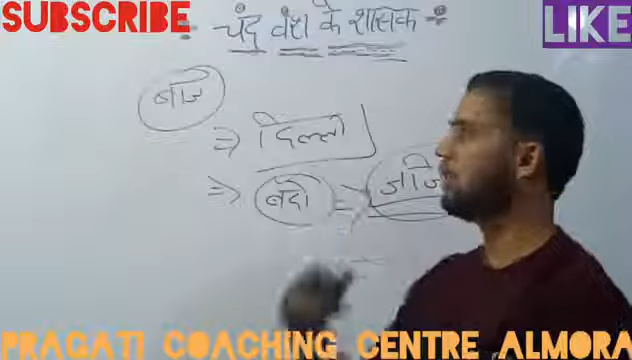 SUBSCRIBE
LIKE
चंद वंश के शासक
बाज
⇒ दिल्ली
⇒
PRAGATI COACHING CENTRE ALMORA